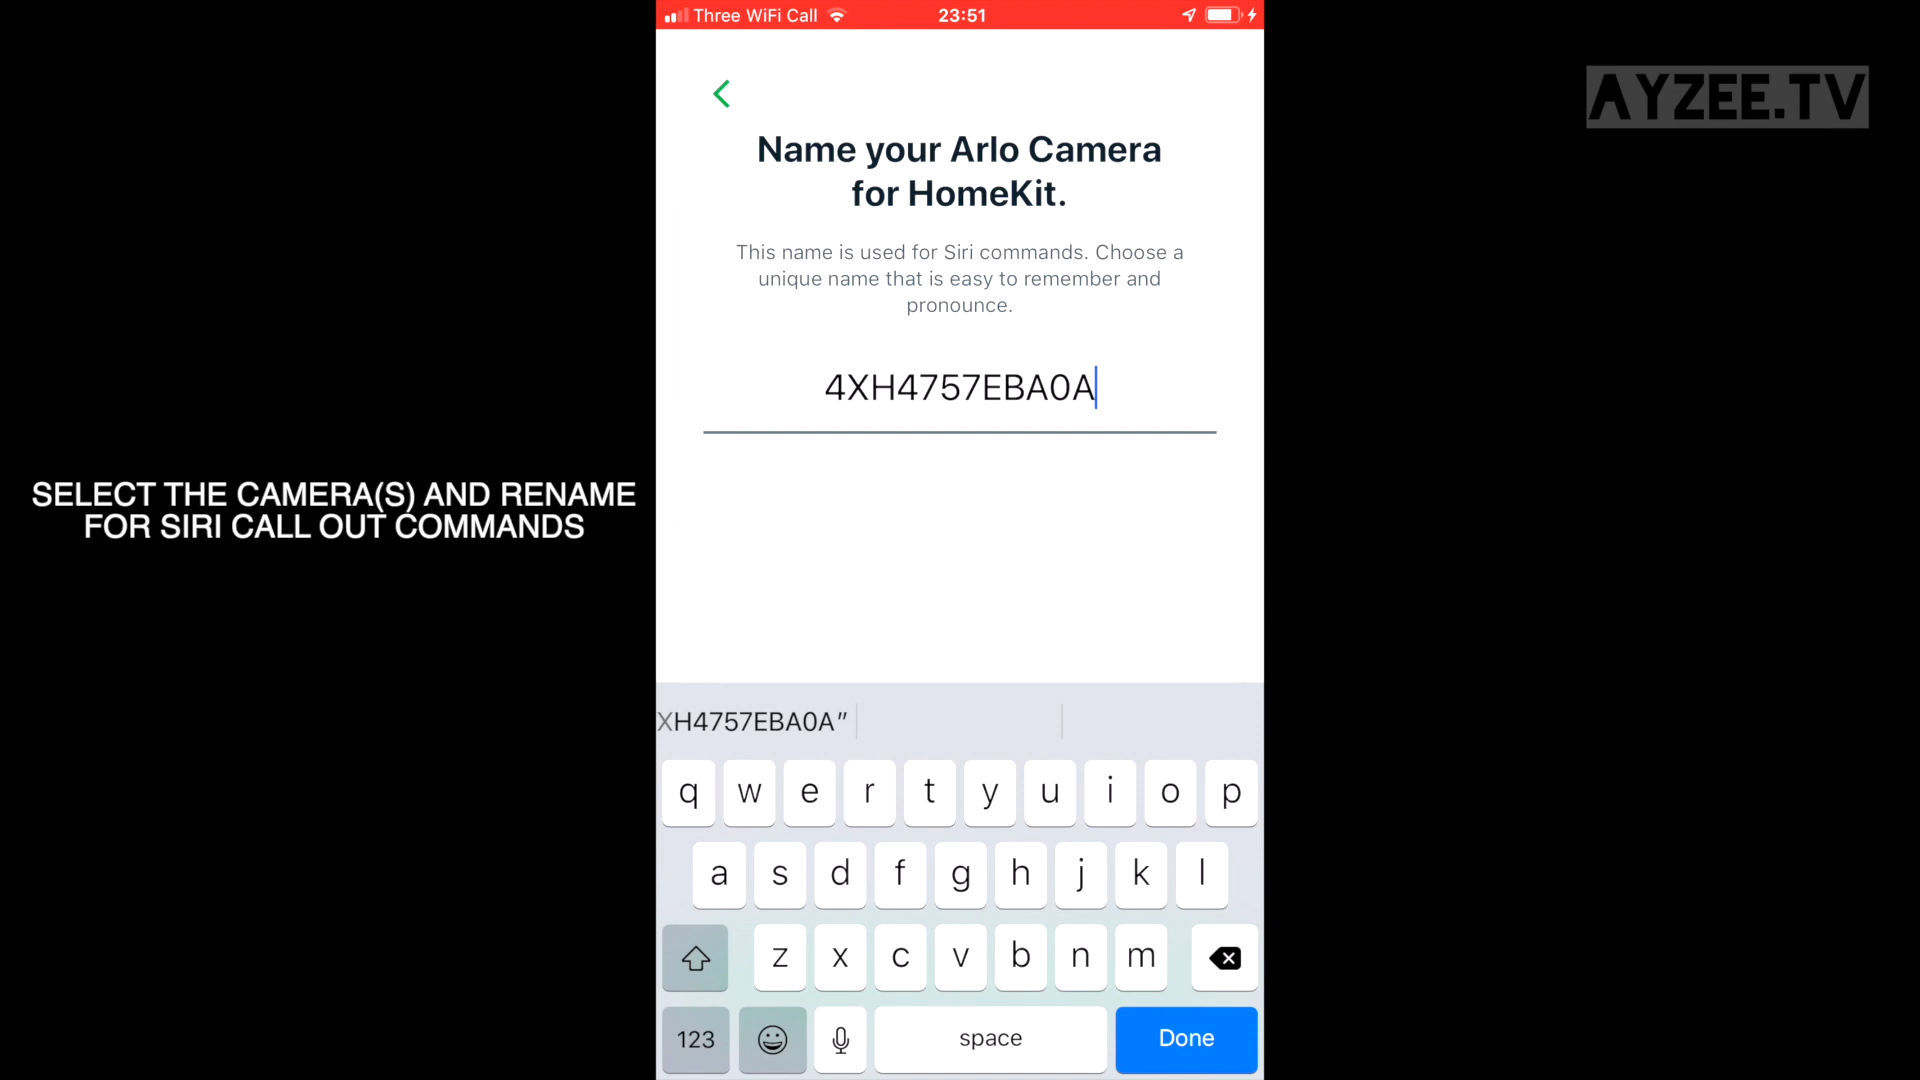 Three WiFi Call
23:51
AYZEE.TV
Name your Arlo Camera
for HomeKit.
This name is used for Siri commands. Choose a
unique name that is easy to remember and
pronounce.
4XH4757EBA0A
SELECT THE CAMERA(S) AND RENAME
FOR SIRI CALL OUT COMMANDS
XH4757EBA0A"
q w e r t y u i o p
a s d f g h j k l
z x c v b n m
123 space Done